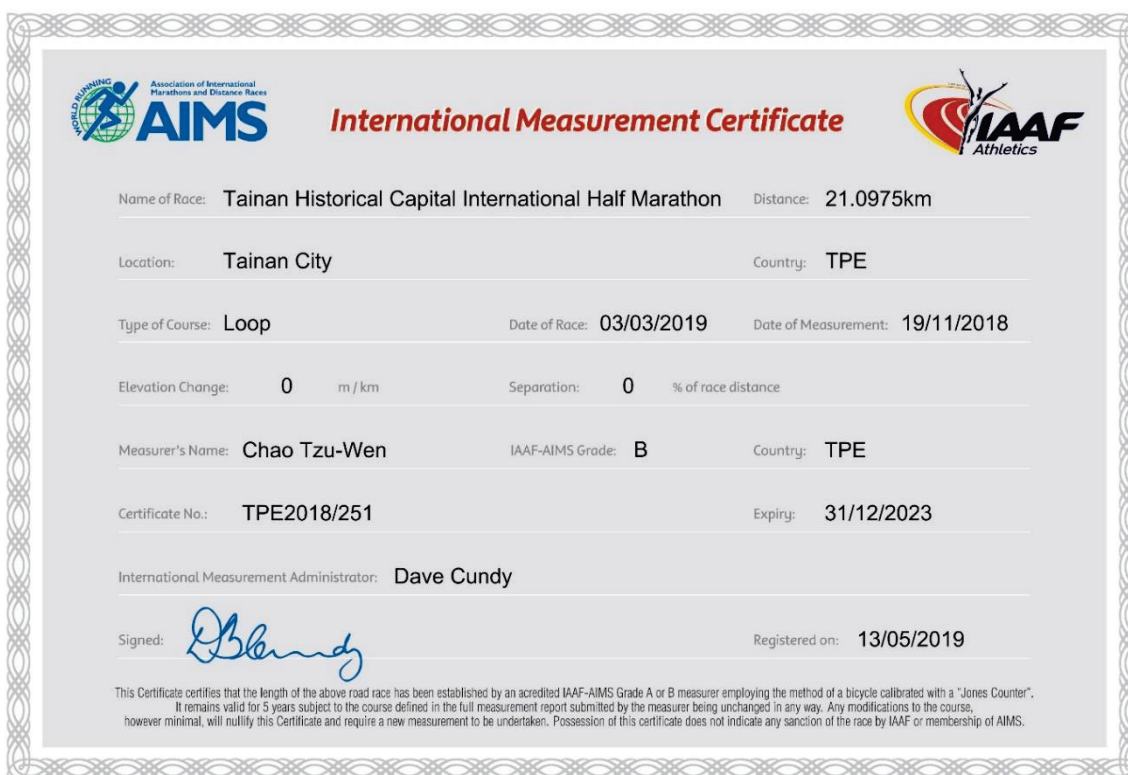 WORLD RUNNING
Association of International
Marathons and Distance Races
AIMS
International Measurement Certificate
IAAF
Athletics
Name of Race: Tainan Historical Capital International Half Marathon Distance: 21.0975km
Location: Tainan City Country: TPE
Type of Course: Loop Date of Race: 03/03/2019 Date of Measurement: 19/11/2018
Elevation Change: 0 m / km Separation: 0 % of race distance
Measurer's Name: Chao Tzu-Wen IAAF-AIMS Grade: B Country: TPE
Certificate No.: TPE2018/251 Expiry: 31/12/2023
International Measurement Administrator: Dave Cundy
Signed: Registered on: 13/05/2019
This Certificate certifies that the length of the above road race has been established by an acredited IAAF-AIMS Grade A or B measurer employing the method of a bicycle calibrated with a "Jones Counter".
It remains valid for 5 years subject to the course defined in the full measurement report submitted by the measurer being unchanged in any way. Any modifications to the course,
however minimal, will nullify this Certificate and require a new measurement to be undertaken. Possession of this certificate does not indicate any sanction of the race by IAAF or membership of AIMS.